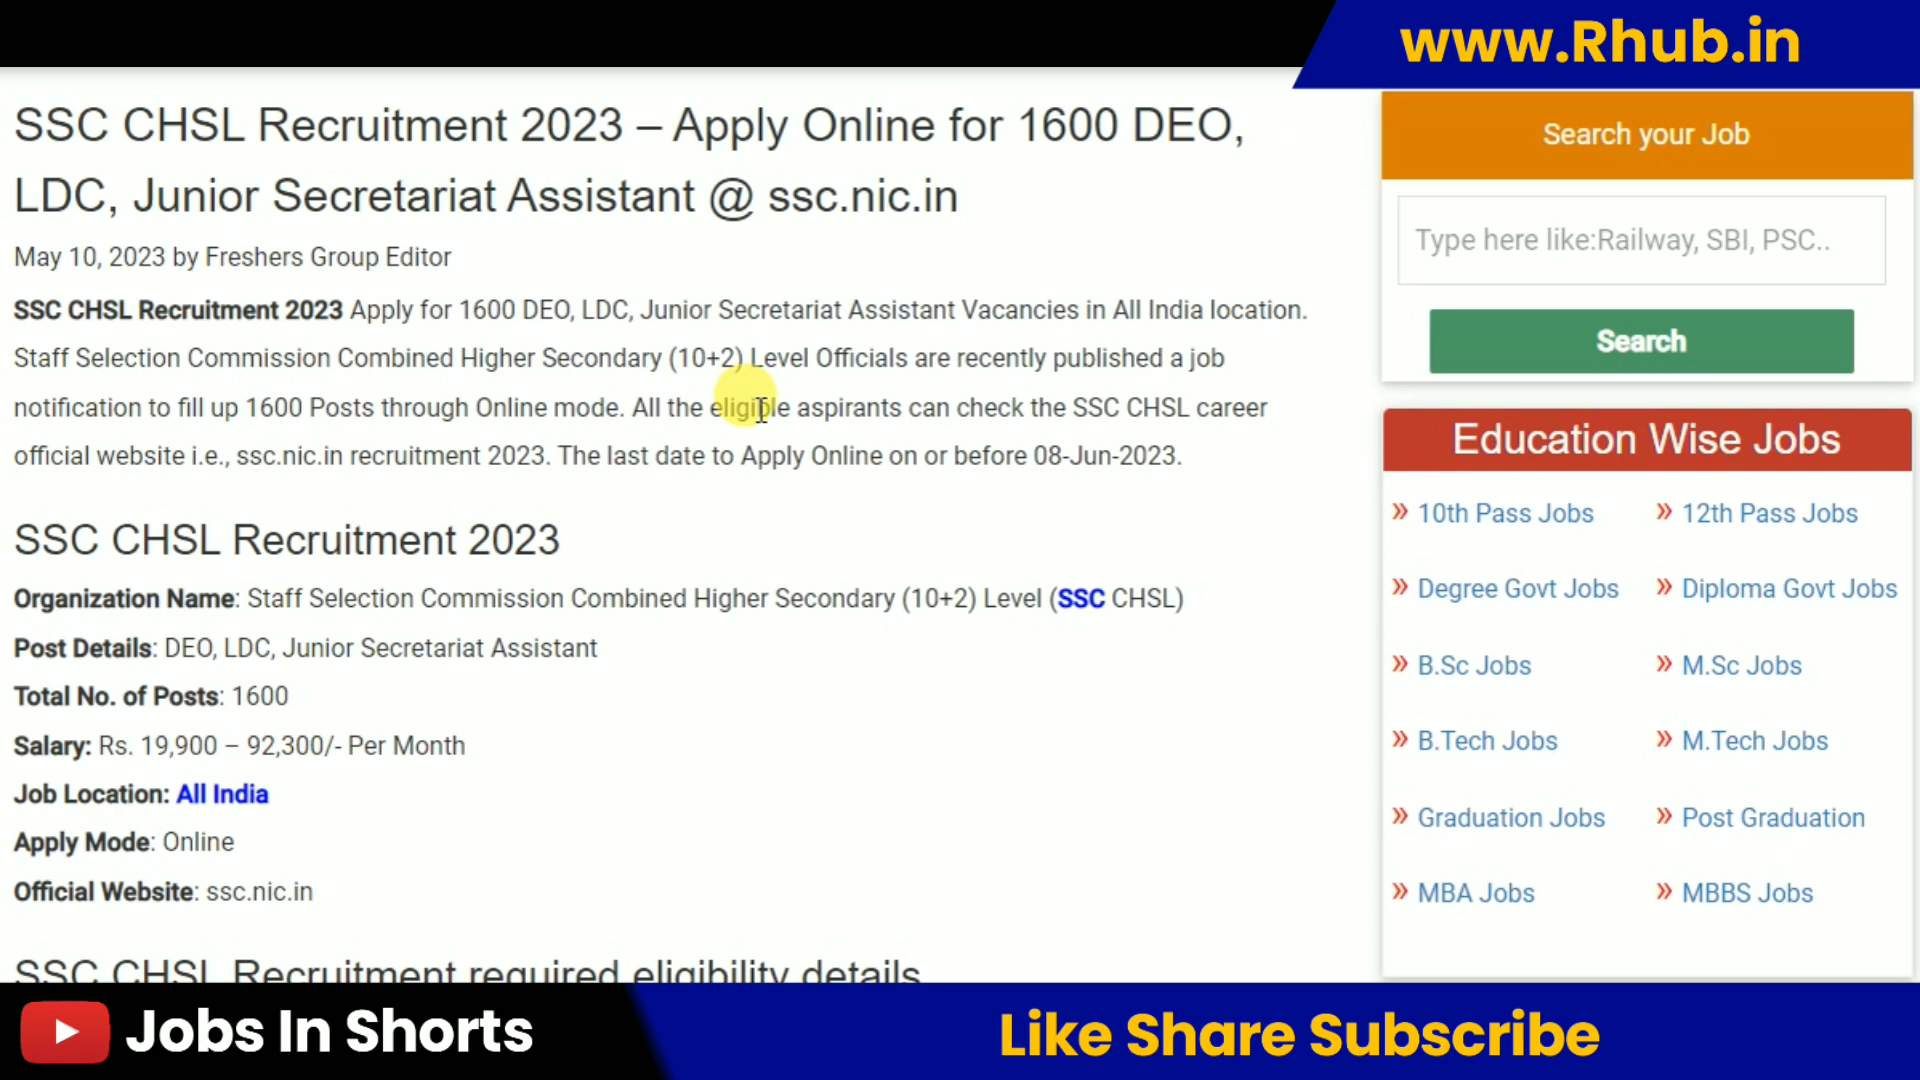 www.Rhub.in
SSC CHSL Recruitment 2023 – Apply Online for 1600 DEO,
LDC, Junior Secretariat Assistant @ ssc.nic.in
May 10, 2023 by Freshers Group Editor
SSC CHSL Recruitment 2023 Apply for 1600 DEO, LDC, Junior Secretariat Assistant Vacancies in All India location.
Staff Selection Commission Combined Higher Secondary (10+2) Level Officials are recently published a job
notification to fill up 1600 Posts through Online mode. All the eligible aspirants can check the SSC CHSL career
official website i.e., ssc.nic.in recruitment 2023. The last date to Apply Online on or before 08-Jun-2023.
SSC CHSL Recruitment 2023
Organization Name: Staff Selection Commission Combined Higher Secondary (10+2) Level (SSC CHSL)
Post Details: DEO, LDC, Junior Secretariat Assistant
Total No. of Posts: 1600
Salary: Rs. 19,900 – 92,300/- Per Month
Job Location: All India
Apply Mode: Online
Official Website: ssc.nic.in
SSC CHSL Recruitment required eligibility details
Search your Job
Type here like:Railway, SBI, PSC..
Search
Education Wise Jobs
» 10th Pass Jobs » 12th Pass Jobs
» Degree Govt Jobs » Diploma Govt Jobs
» B.Sc Jobs » M.Sc Jobs
» B.Tech Jobs » M.Tech Jobs
» Graduation Jobs » Post Graduation
» MBA Jobs » MBBS Jobs
Jobs In Shorts
Like Share Subscribe